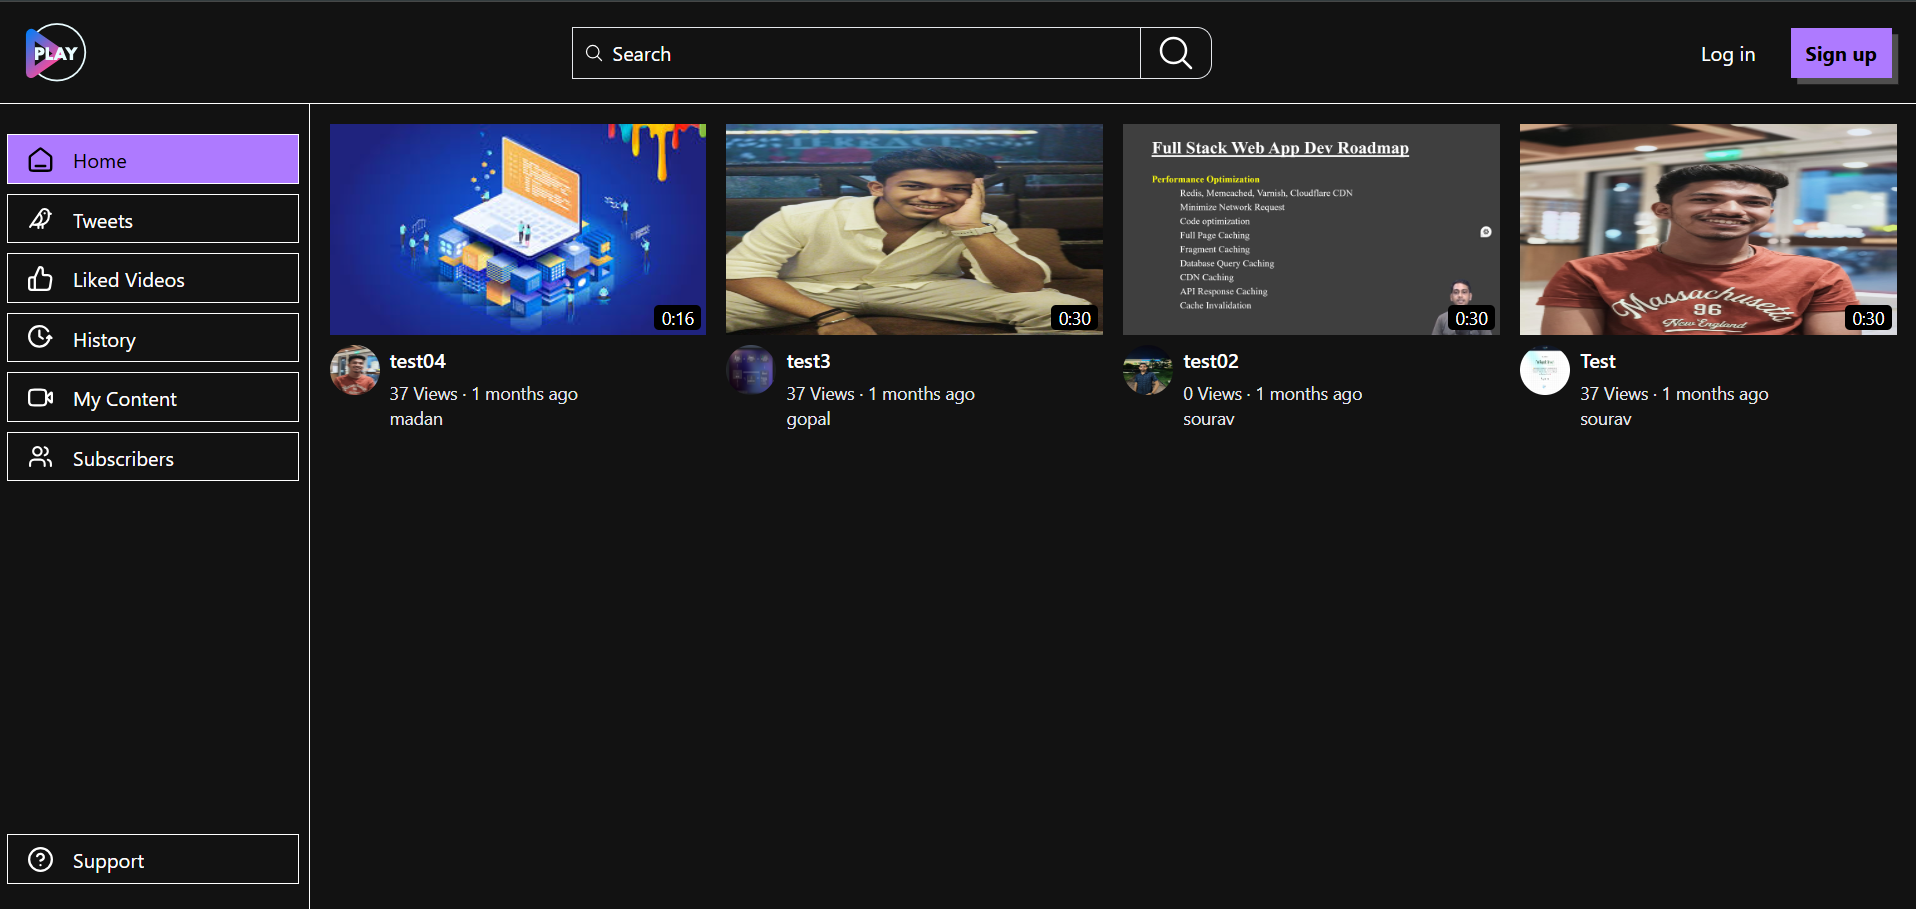 PLAY
Search
Log in
Sign up
Home
Tweets
Liked Videos
History
My Content
Subscribers
Support
0:16
test04
37 Views · 1 months ago
madan
TERRACE
0:30
test3
37 Views · 1 months ago
gopal
Full Stack Web App Dev Roadmap
Performance Optimization
Redis, Memcached, Varnish, Cloudflare CDN
Minimize Network Request
Code optimization
Full Page Caching
Fragment Caching
Database Query Caching
CDN Caching
API Response Caching
Cache Invalidation
0:30
test02
0 Views · 1 months ago
sourav
Massachusetts
96
New England
0:30
Test
37 Views · 1 months ago
sourav